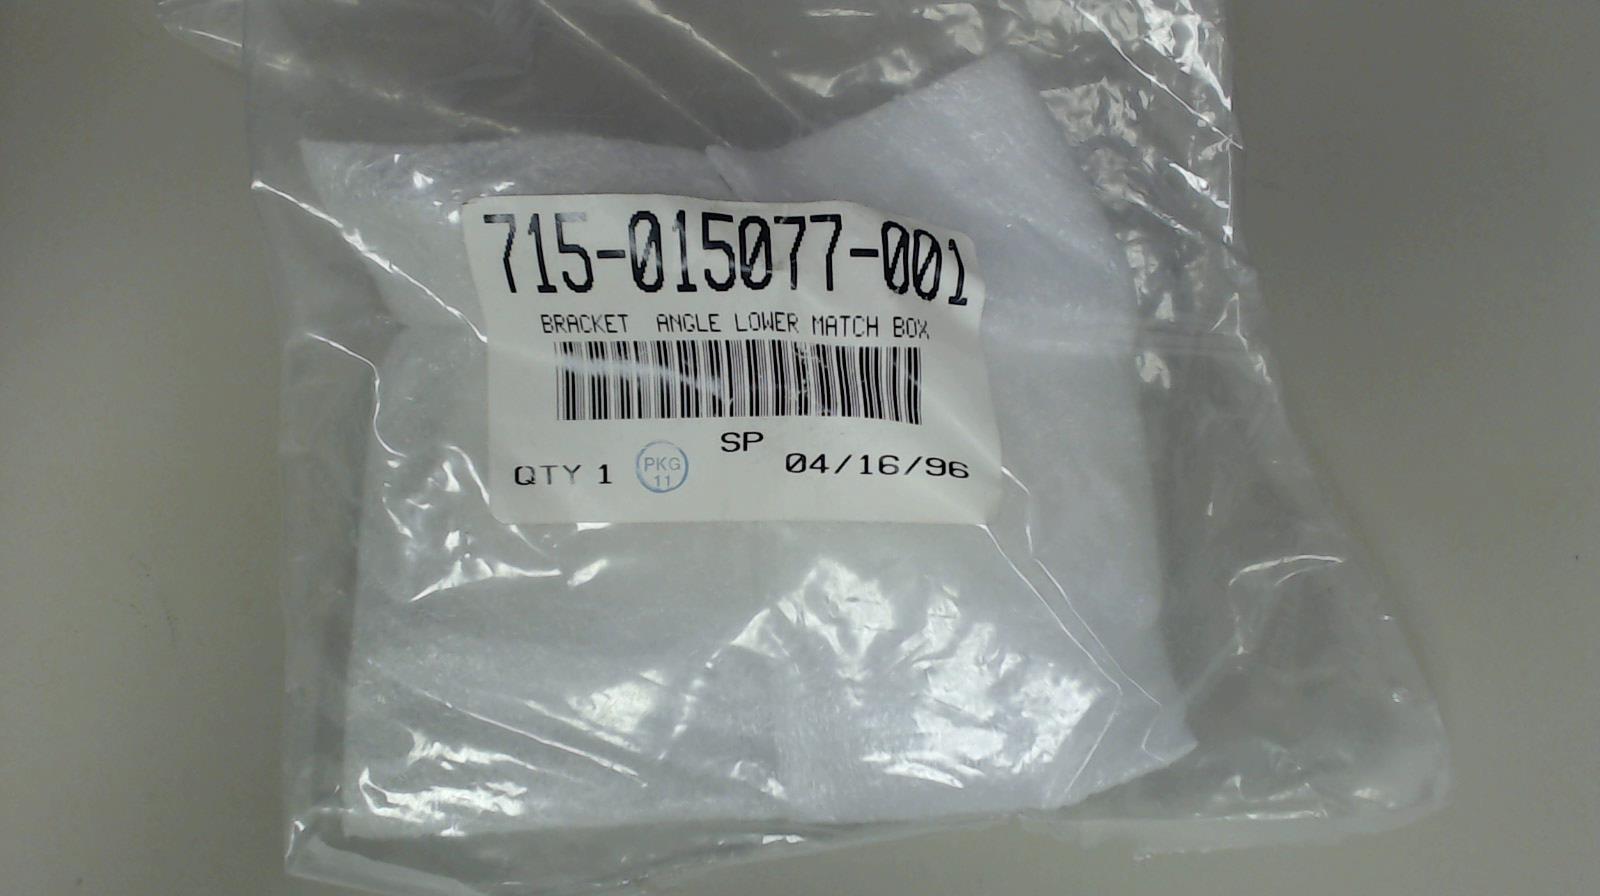 715-015077-001
BRACKET ANGLE LOWER MATCH BOX
SP
QTY 1 PKG 11 04/16/96